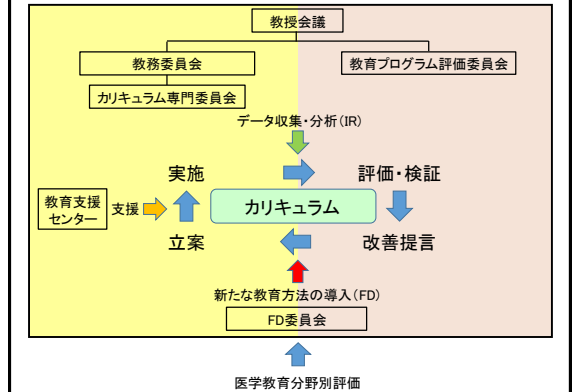 教授会議
教務委員会
教育プログラム評価委員会
カリキュラム専門委員会
データ収集・分析(IR)
実施
評価・検証
教育支援
センター
支援
カリキュラム
立案
改善提言
新たな教育方法の導入(FD)
FD委員会
医学教育分野別評価